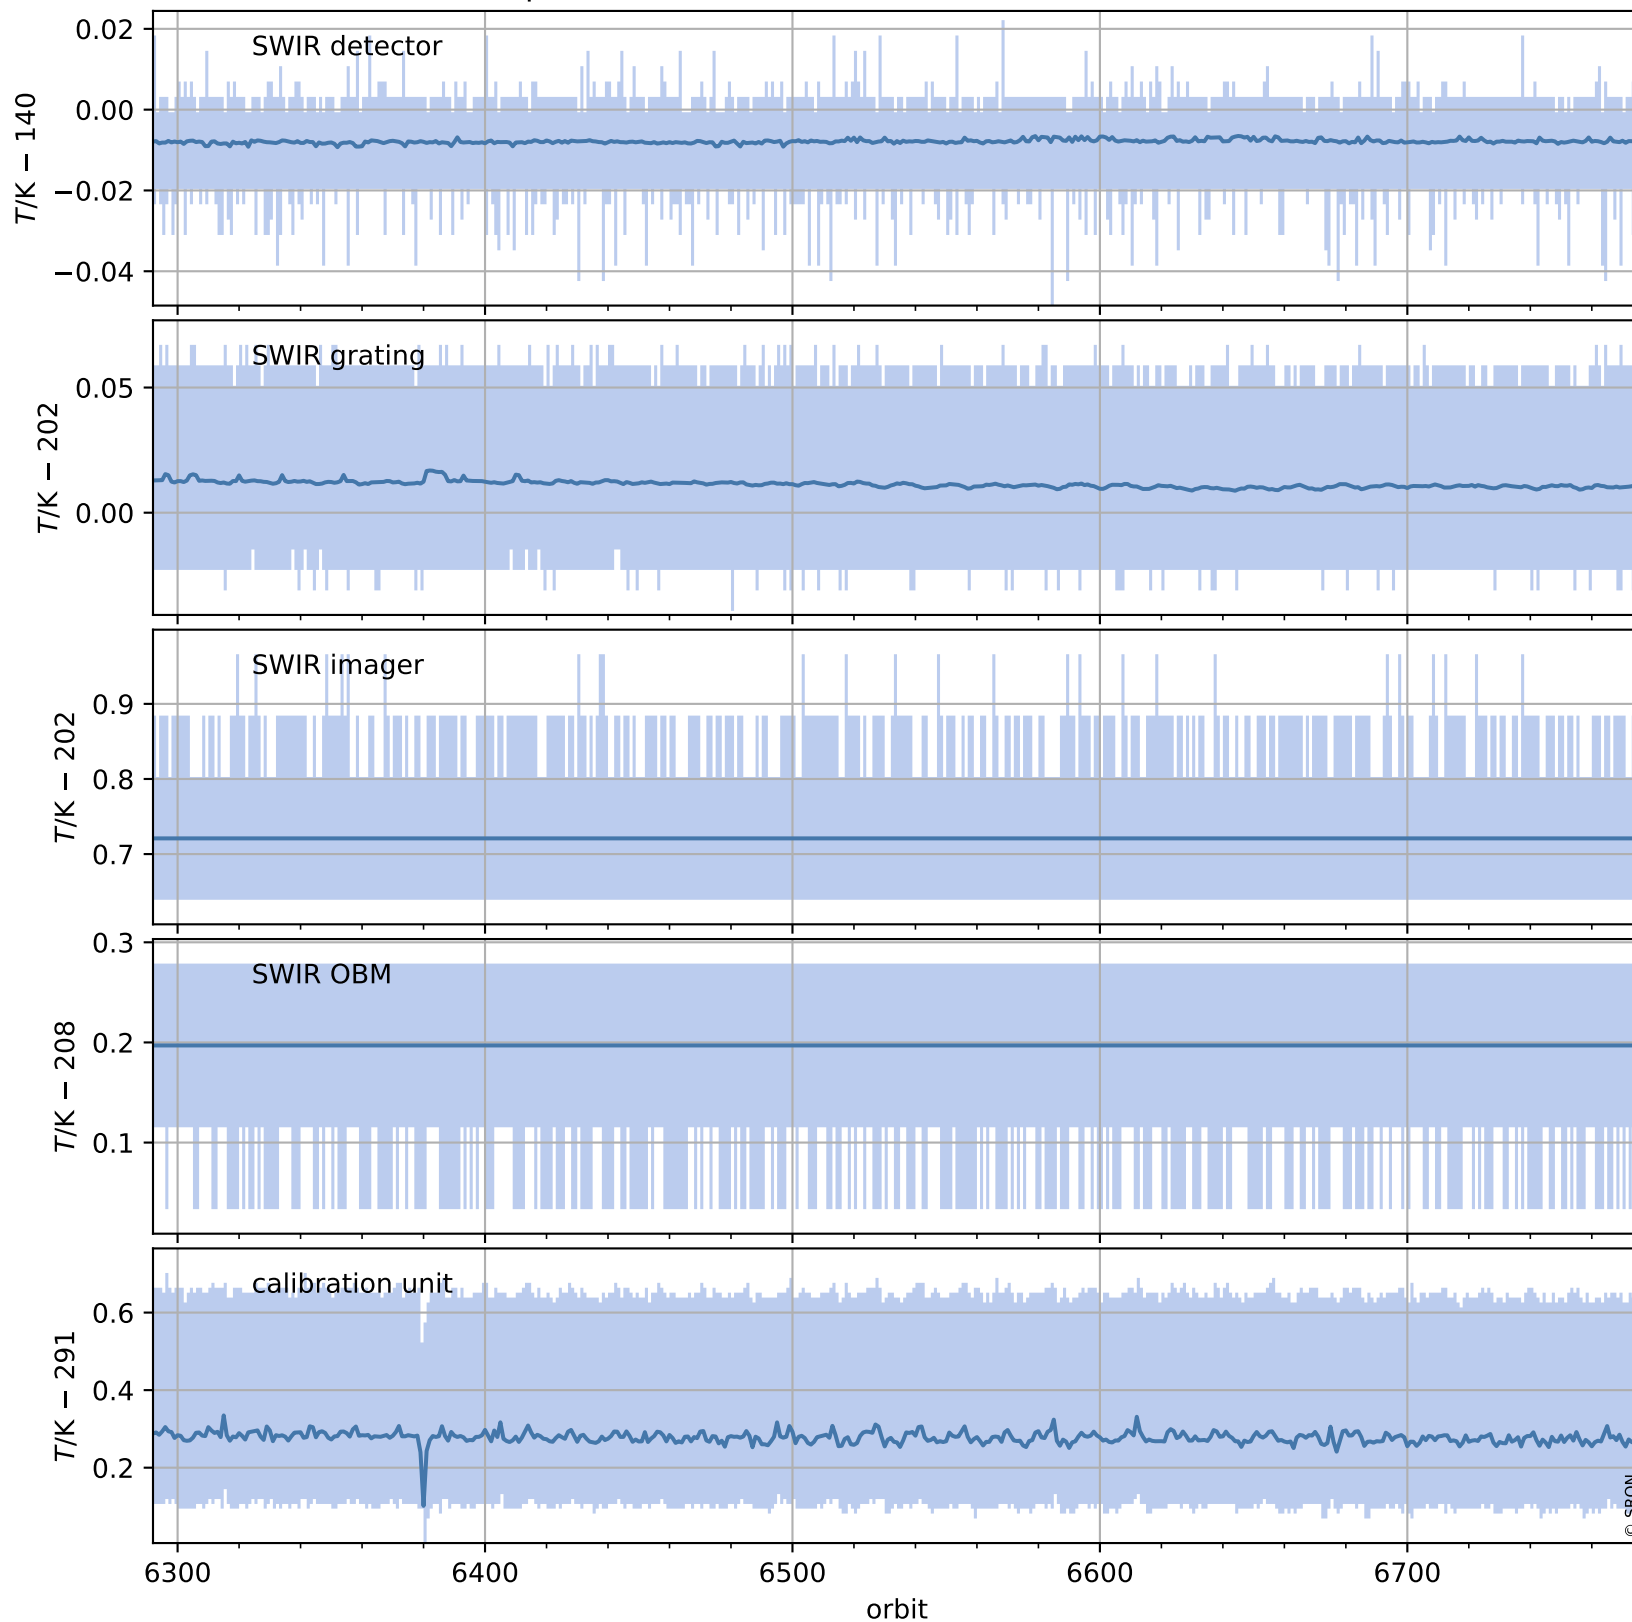 0.02
0.00
−0.02
−0.04
T/K − 140
SWIR detector
0.05
0.00
T/K − 202
SWIR grating
0.9
0.8
0.7
T/K − 202
SWIR imager
0.3
0.2
0.1
T/K − 208
SWIR OBM
0.6
0.4
0.2
T/K − 291
calibration unit
6300 6400 6500 6600 6700
orbit
© SRON